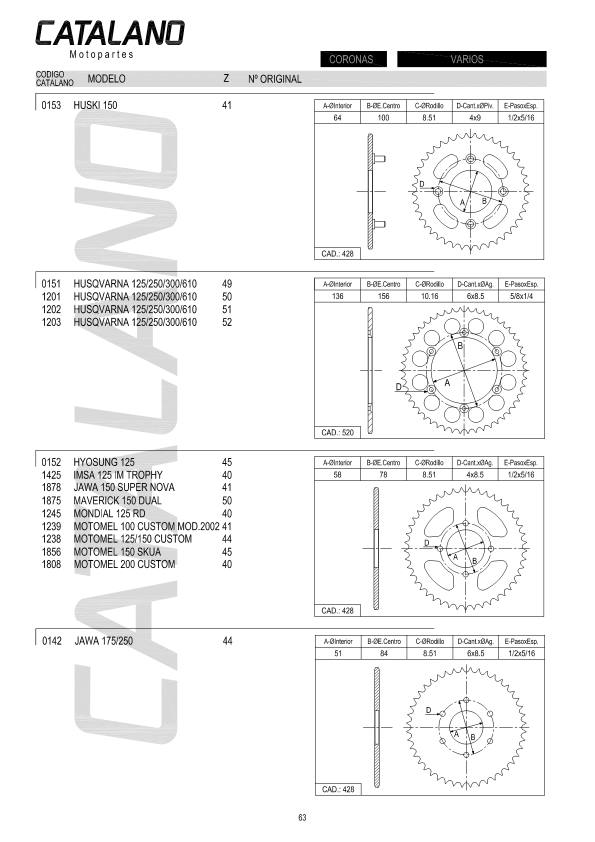 CATALANO
Motopartes
CORONAS VARIOS
CODIGO CATALANO MODELO Z Nº ORIGINAL
0153 HUSKI 150 41
A-ØInterior B-ØE.Centro C-ØRodillo D-Cant.xØPlv. E-PasoxEsp.
64 100 8.51 4x9 1/2x5/16
D A B
CAD.: 428
0151 HUSQVARNA 125/250/300/610 49
1201 HUSQVARNA 125/250/300/610 50
1202 HUSQVARNA 125/250/300/610 51
1203 HUSQVARNA 125/250/300/610 52
A-ØInterior B-ØE.Centro C-ØRodillo D-Cant.xØAg. E-PasoxEsp.
136 156 10.16 6x8.5 5/8x1/4
B
A
D
CAD.: 520
0152 HYOSUNG 125 45
1425 IMSA 125 IM TROPHY 40
1878 JAWA 150 SUPER NOVA 41
1875 MAVERICK 150 DUAL 50
1245 MONDIAL 125 RD 40
1239 MOTOMEL 100 CUSTOM MOD.2002 41
1238 MOTOMEL 125/150 CUSTOM 44
1856 MOTOMEL 150 SKUA 45
1808 MOTOMEL 200 CUSTOM 40
A-ØInterior B-ØE.Centro C-ØRodillo D-Cant.xØAg. E-PasoxEsp.
58 78 8.51 4x8.5 1/2x5/16
D
A B
CAD.: 428
0142 JAWA 175/250 44
A-ØInterior B-ØE.Centro C-ØRodillo D-Cant.xØAg. E-PasoxEsp.
51 84 8.51 6x8.5 1/2x5/16
D
A B
CAD.: 428
CATALANO
63